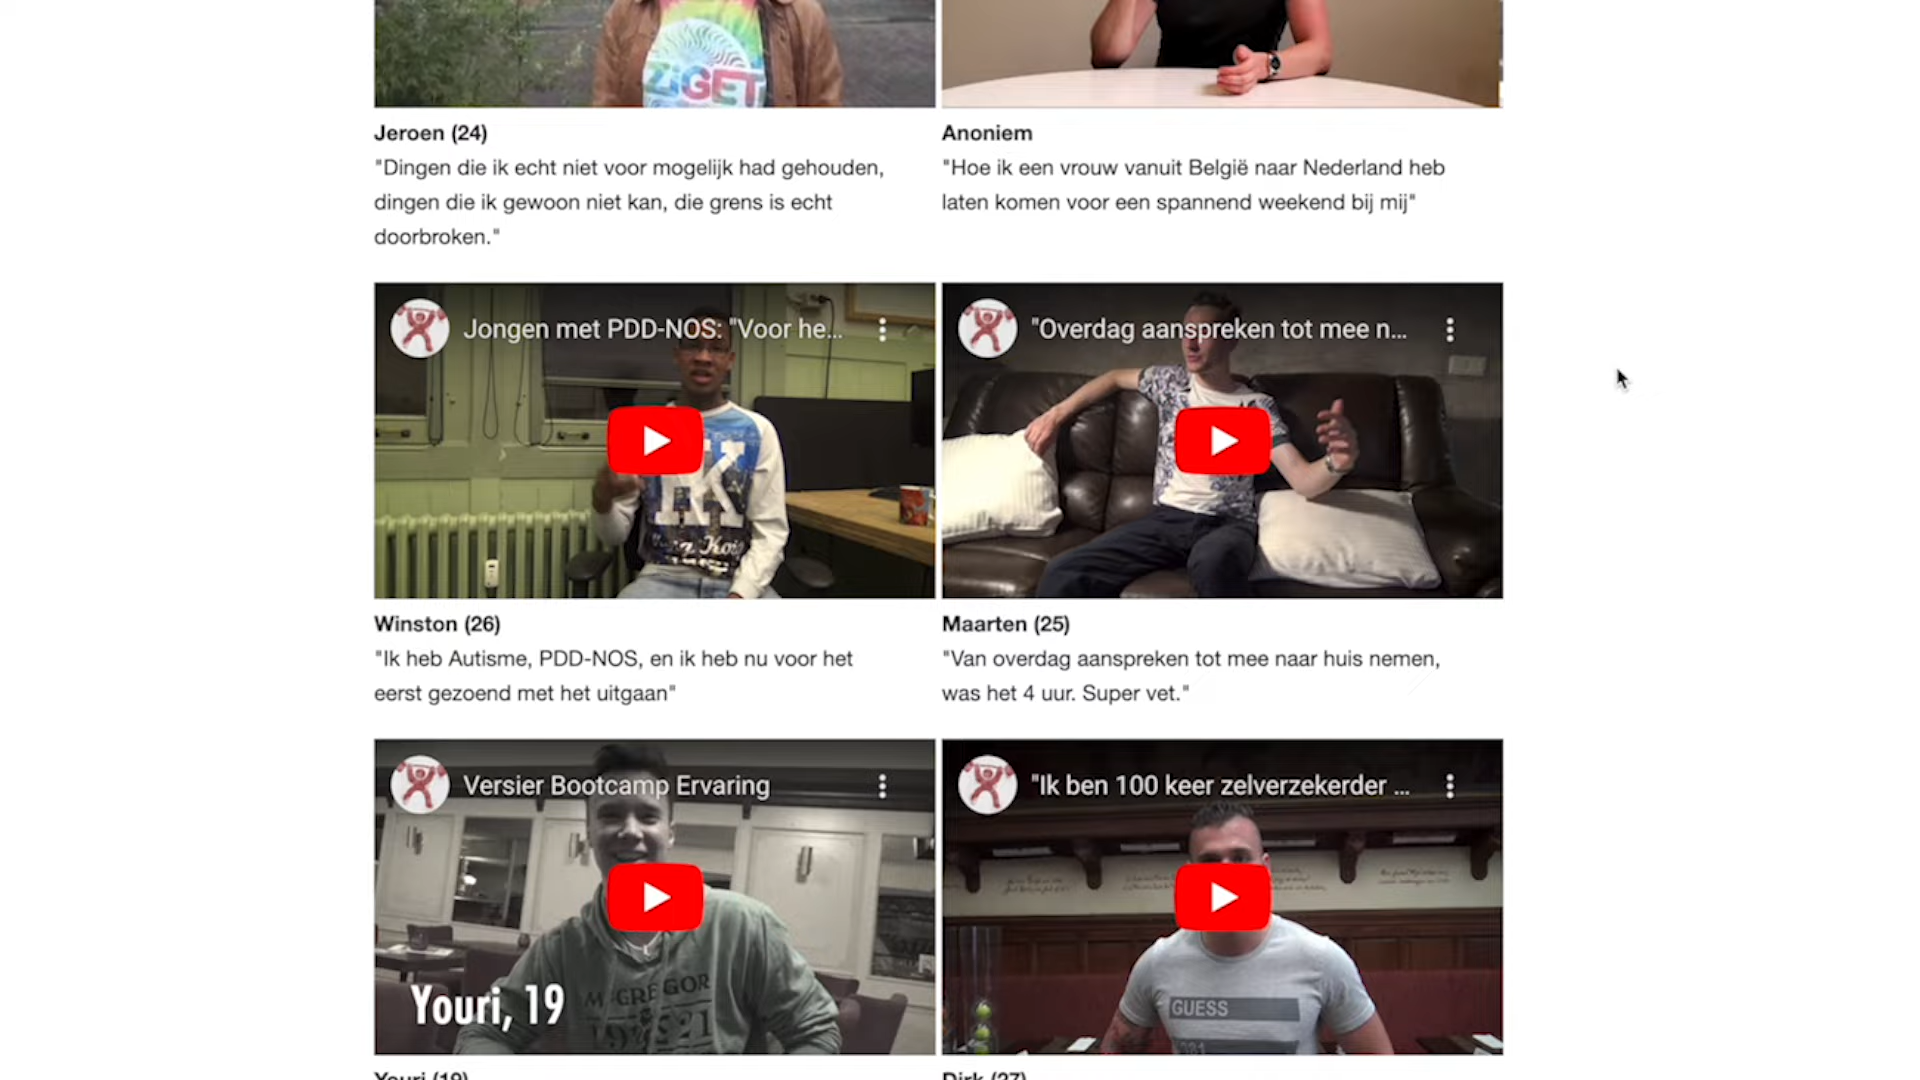 ZIGET
Jeroen (24)
"Dingen die ik echt niet voor mogelijk had gehouden,
dingen die ik gewoon niet kan, die grens is echt
doorbroken."
Anoniem
"Hoe ik een vrouw vanuit België naar Nederland heb
laten komen voor een spannend weekend bij mij"
Jongen met PDD-NOS: "Voor he...
Winston (26)
"Ik heb Autisme, PDD-NOS, en ik heb nu voor het
eerst gezoend met het uitgaan"
"Overdag aanspreken tot mee n...
Maarten (25)
"Van overdag aanspreken tot mee naar huis nemen,
was het 4 uur. Super vet."
Versier Bootcamp Ervaring
Youri, 19
"Ik ben 100 keer zelverzekerder ...
GUESS
Youri (19)
Dirk (27)